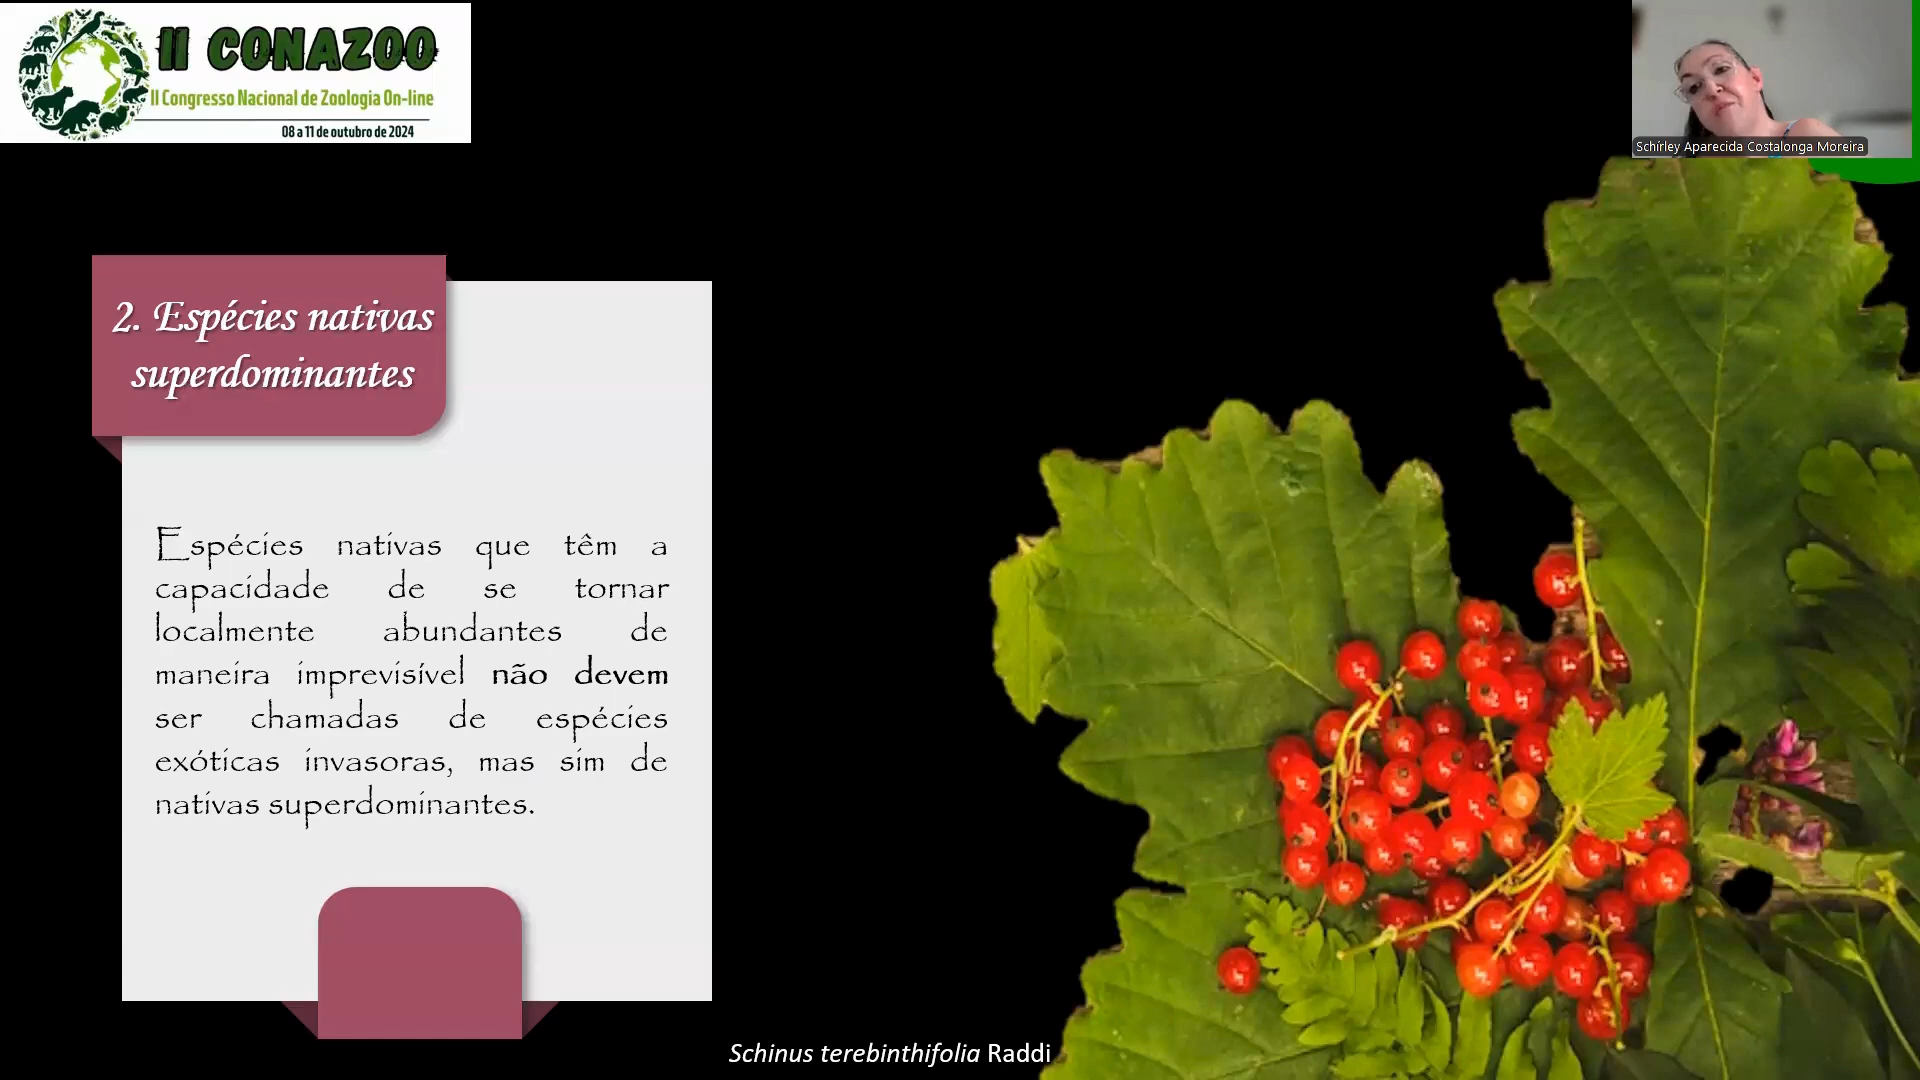 II CONAZOO
II Congresso Nacional de Zoologia On-line
08 a 11 de outubro de 2024
Schírley Aparecida Costalonga Moreira
2. Espécies nativas
superdominantes
Espécies nativas que têm a
capacidade de se tornar
localmente abundantes de
maneira imprevisível não devem
ser chamadas de espécies
exóticas invasoras, mas sim de
nativas superdominantes.
Schinus terebinthifolia Raddi